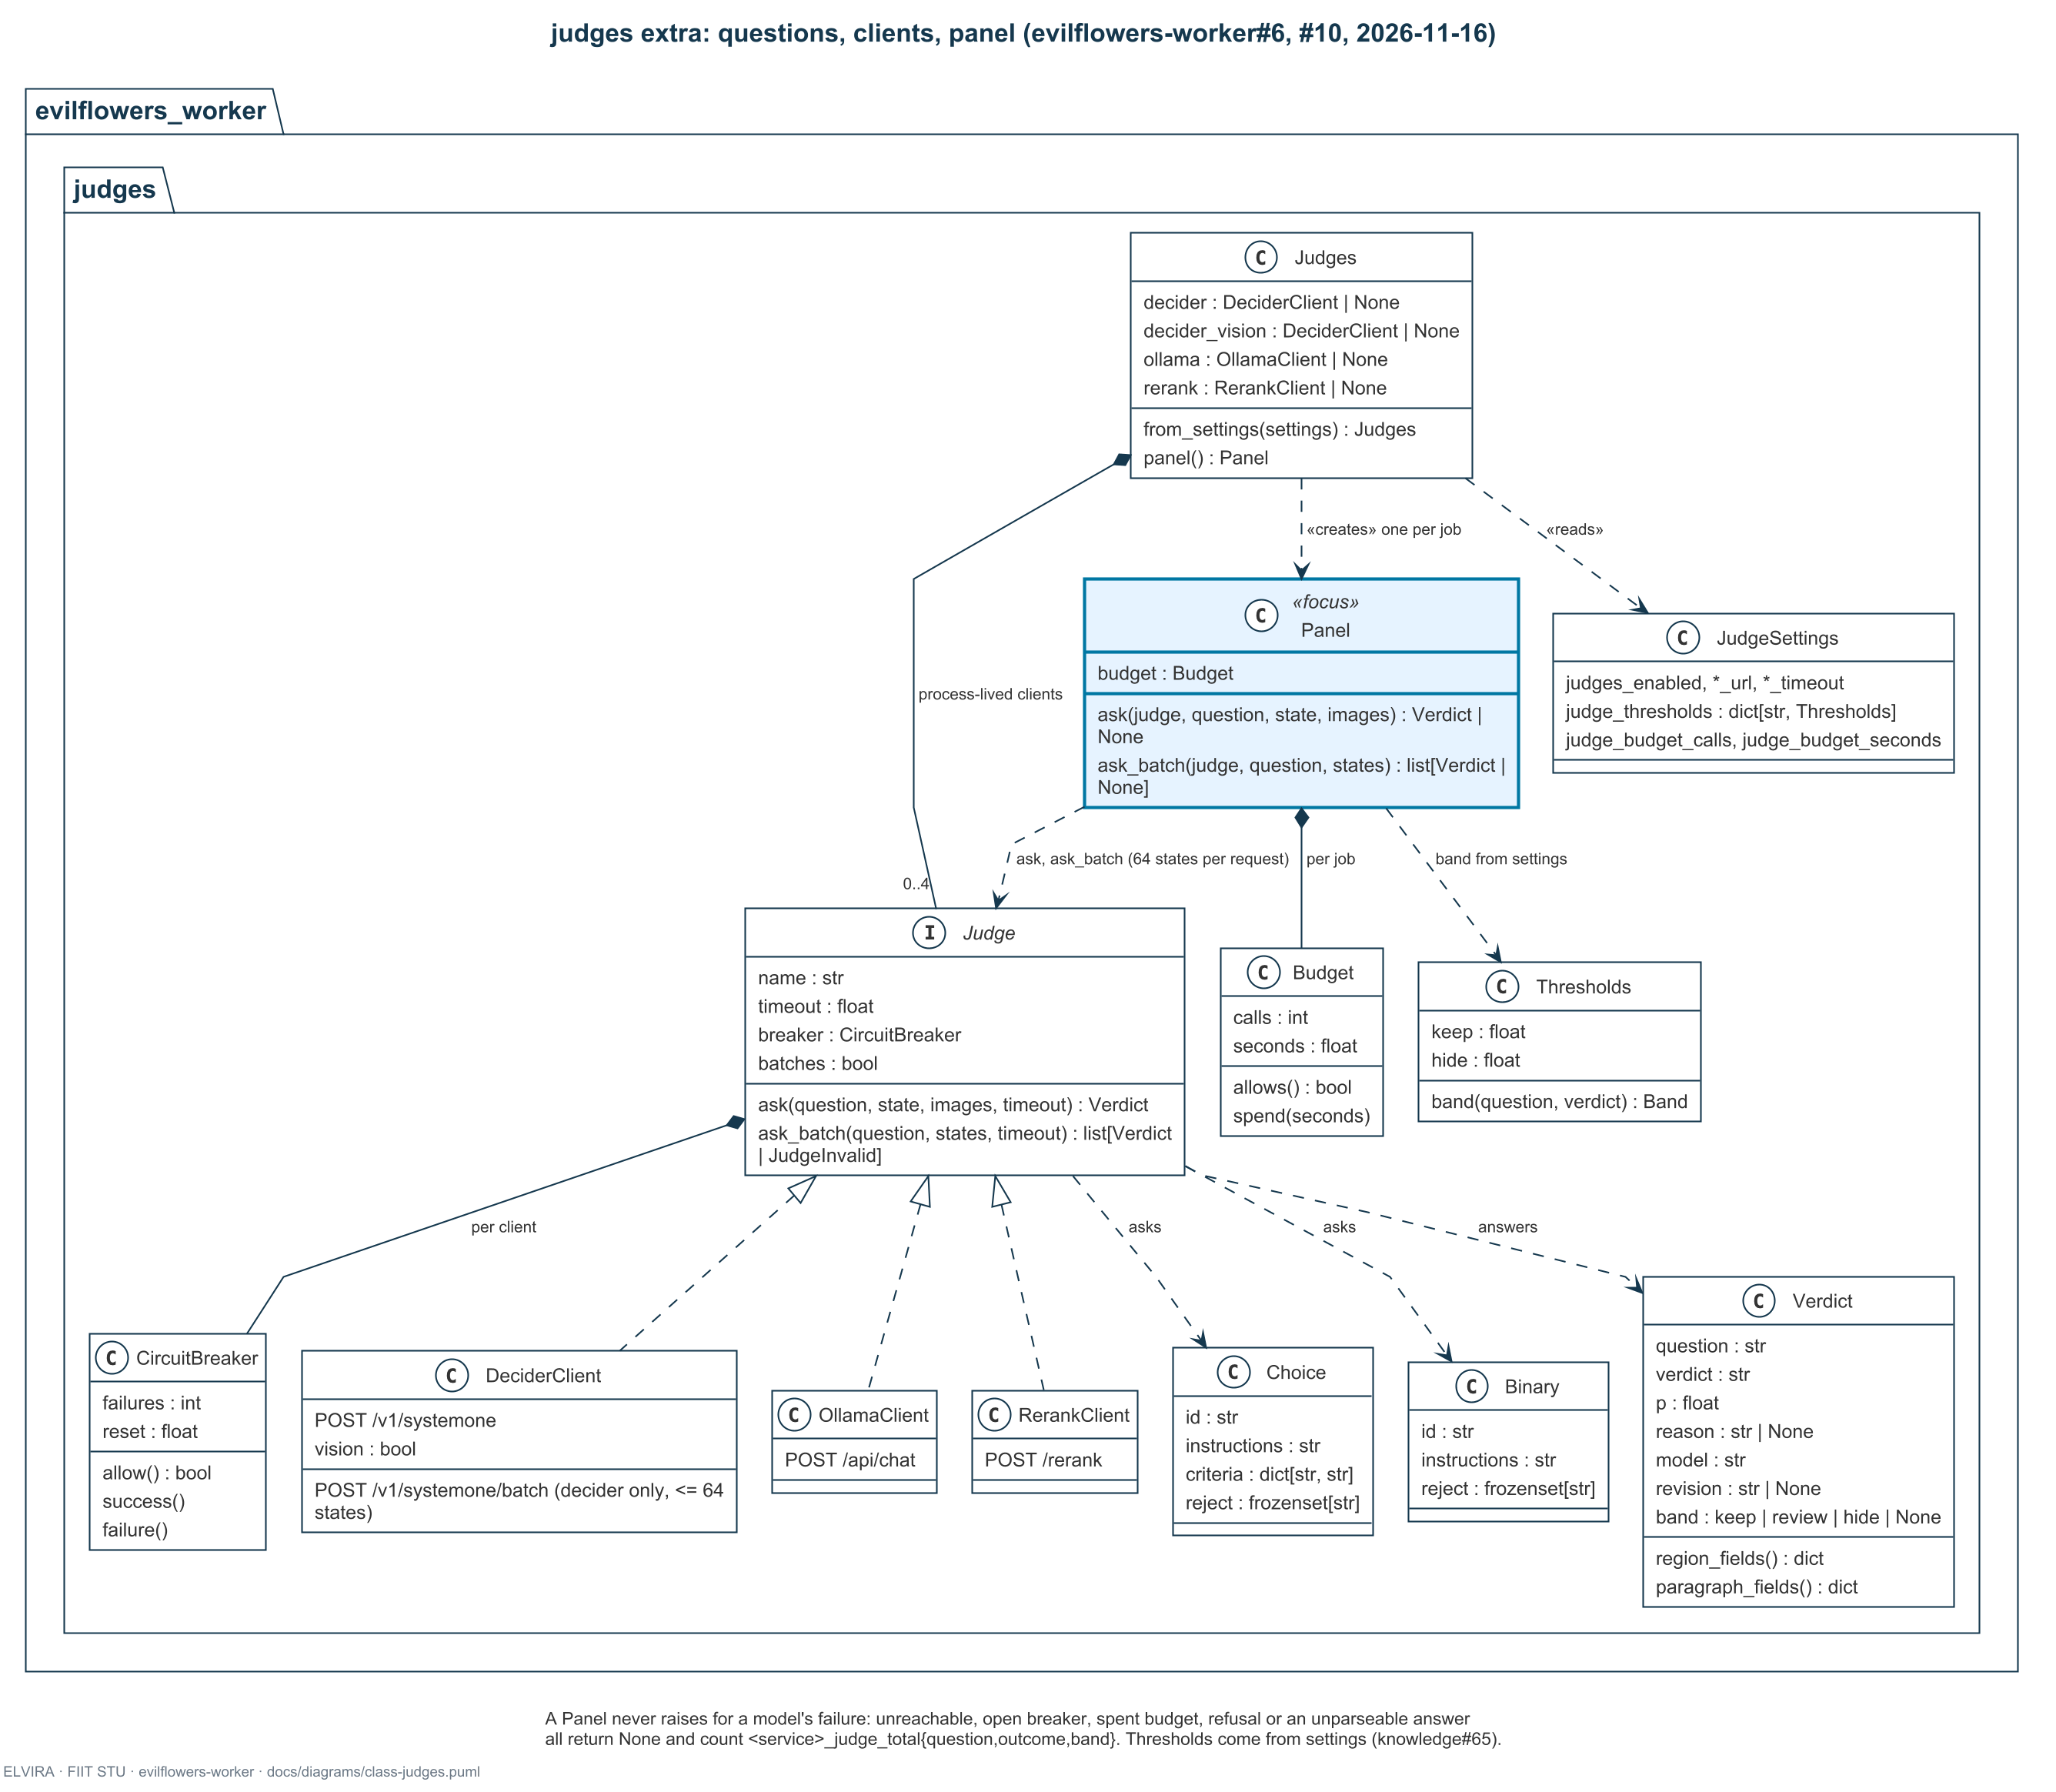 judges extra: questions, clients, panel (evilflowers-worker#6, #10, 2026-11-16)
evilflowers_worker
judges
C Judges
decider : DeciderClient | None
decider_vision : DeciderClient | None
ollama : OllamaClient | None
rerank : RerankClient | None
from_settings(settings) : Judges
panel() : Panel
«creates» one per job
«reads»
process-lived clients
«focus»
C Panel
budget : Budget
ask(judge, question, state, images) : Verdict |
None
ask_batch(judge, question, states) : list[Verdict |
None]
C JudgeSettings
judges_enabled, *_url, *_timeout
judge_thresholds : dict[str, Thresholds]
judge_budget_calls, judge_budget_seconds
ask, ask_batch (64 states per request)
per job
band from settings
0..4
I Judge
name : str
timeout : float
breaker : CircuitBreaker
batches : bool
ask(question, state, images, timeout) : Verdict
ask_batch(question, states, timeout) : list[Verdict
| JudgeInvalid]
C Budget
calls : int
seconds : float
allows() : bool
spend(seconds)
C Thresholds
keep : float
hide : float
band(question, verdict) : Band
per client
asks
asks
answers
C CircuitBreaker
failures : int
reset : float
allow() : bool
success()
failure()
C DeciderClient
POST /v1/systemone
vision : bool
POST /v1/systemone/batch (decider only, <= 64
states)
C OllamaClient
POST /api/chat
C RerankClient
POST /rerank
C Choice
id : str
instructions : str
criteria : dict[str, str]
reject : frozenset[str]
C Binary
id : str
instructions : str
reject : frozenset[str]
C Verdict
question : str
verdict : str
p : float
reason : str | None
model : str
revision : str | None
band : keep | review | hide | None
region_fields() : dict
paragraph_fields() : dict
A Panel never raises for a model's failure: unreachable, open breaker, spent budget, refusal or an unparseable answer
all return None and count <service>_judge_total{question,outcome,band}. Thresholds come from settings (knowledge#65).
ELVIRA · FIIT STU · evilflowers-worker · docs/diagrams/class-judges.puml